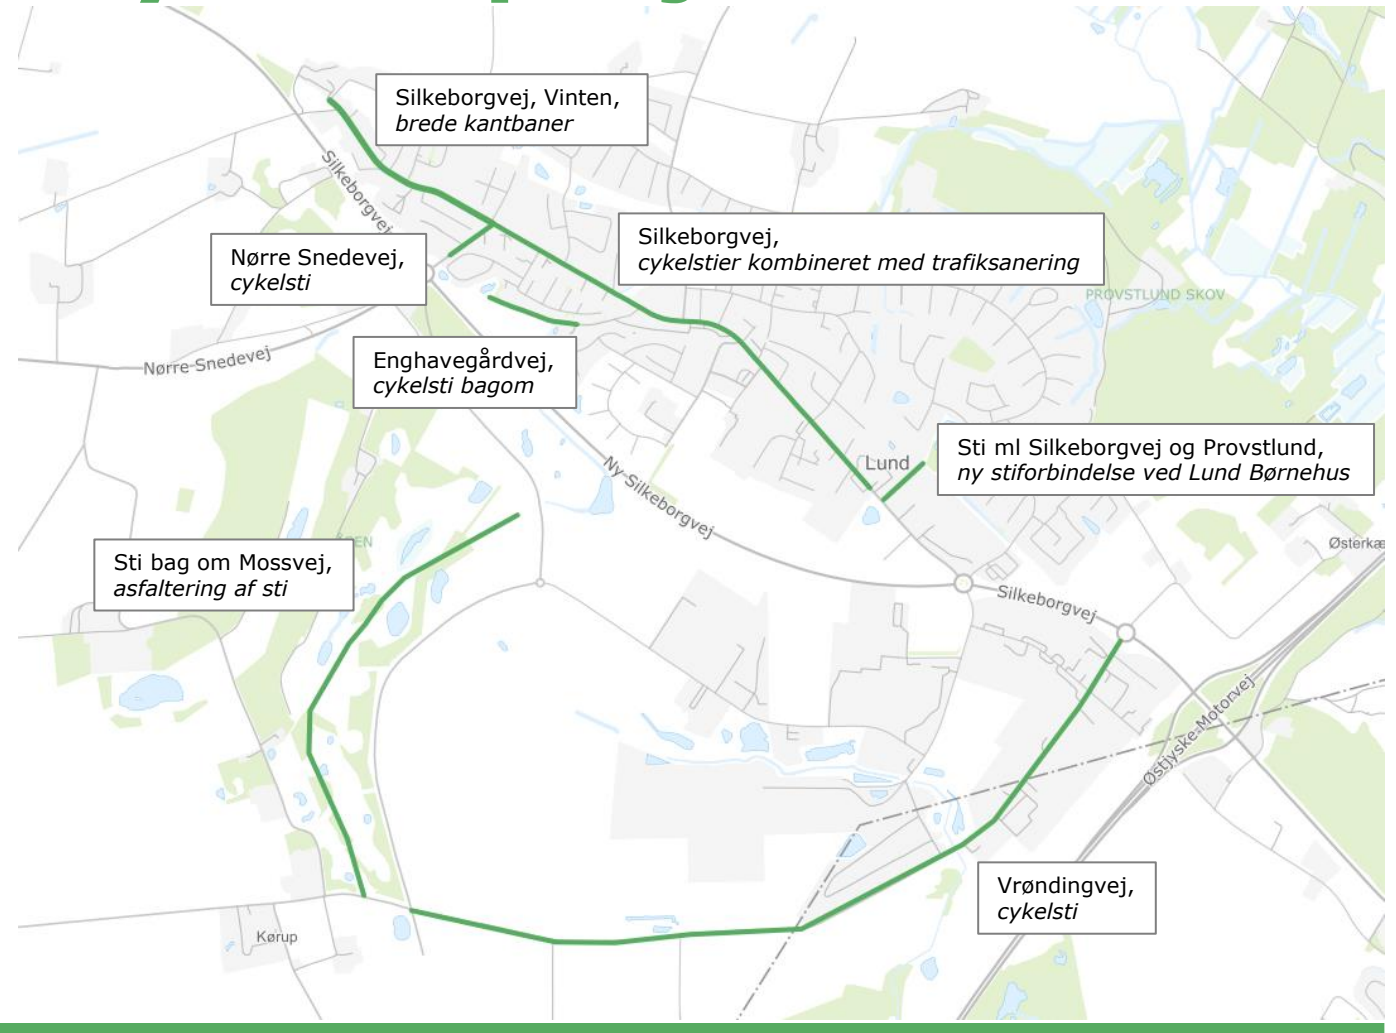 Silkeborgvej, Vinten,
brede kantbaner
Silkeborgvej
Nørre Snedevej,
cykelsti
Silkeborgvej,
cykelstier kombineret med trafiksanering
PROVSTLUND SKOV
Nørre-Snedevej
Enghavegårdvej,
cykelsti bagom
Sti ml Silkeborgvej og Provstlund,
ny stiforbindelse ved Lund Børnehus
Lund
Ny-Silkeborgvej
Sti bag om Mossvej,
asfaltering af sti
Østerkæ
Silkeborgvej
Østjyske-Motorvej
Vrøndingvej,
cykelsti
Kørup